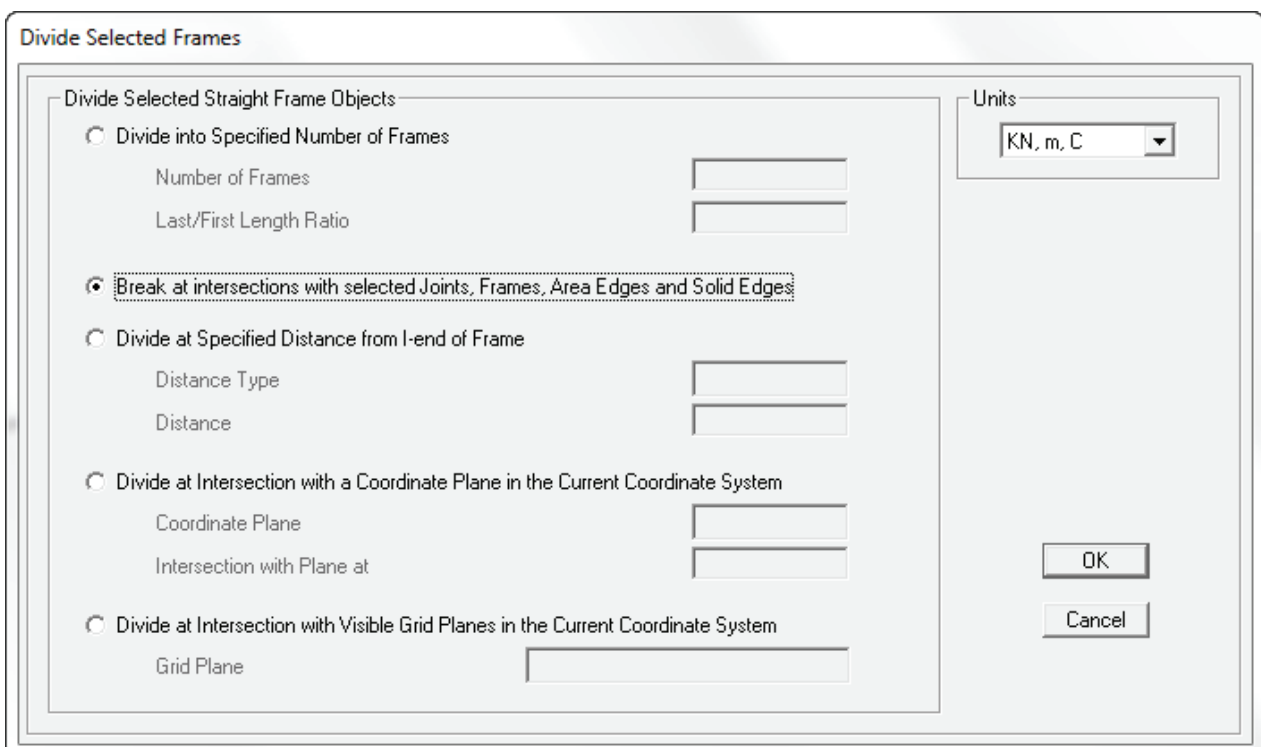 Divide Selected Frames
Divide Selected Straight Frame Objects
Divide into Specified Number of Frames
Number of Frames
Last/First Length Ratio
Break at intersections with selected Joints, Frames, Area Edges and Solid Edges
Divide at Specified Distance from I-end of Frame
Distance Type
Distance
Divide at Intersection with a Coordinate Plane in the Current Coordinate System
Coordinate Plane
Intersection with Plane at
Divide at Intersection with Visible Grid Planes in the Current Coordinate System
Grid Plane
Units
KN, m, C
OK
Cancel